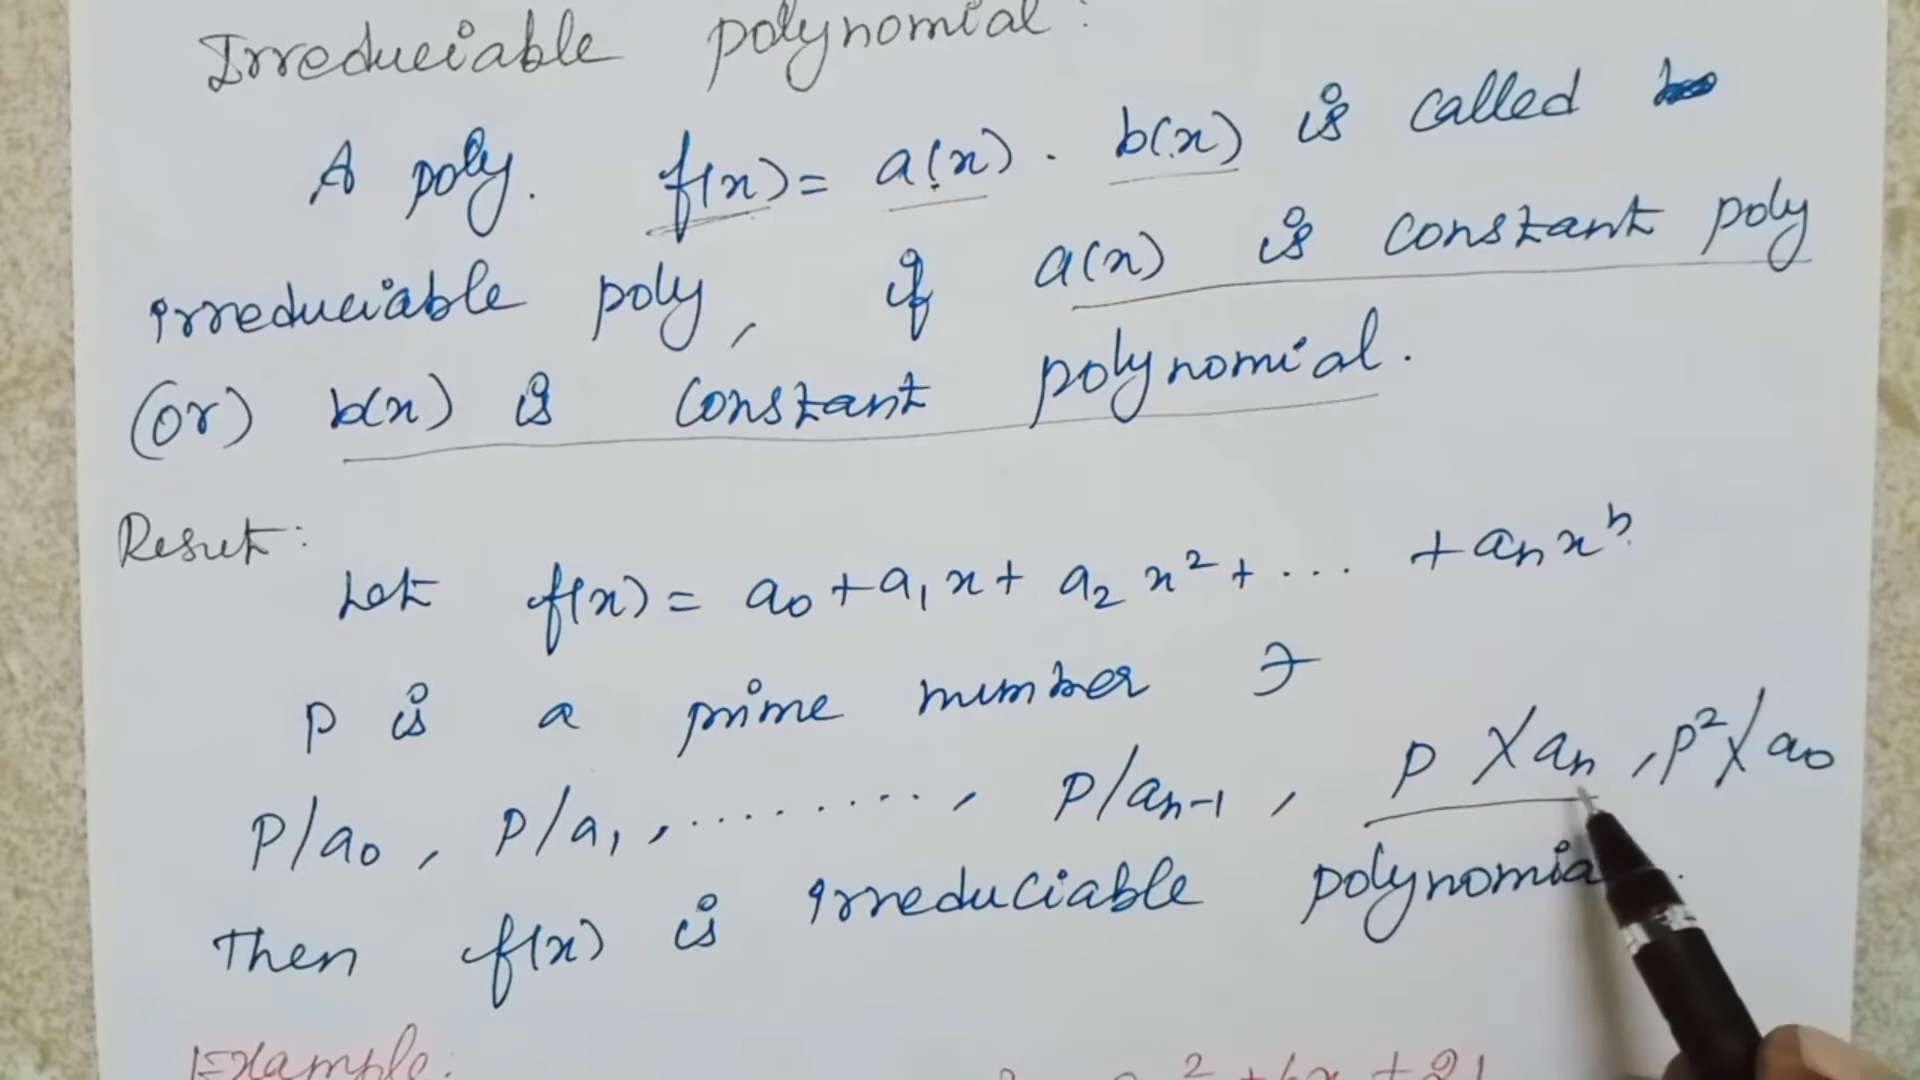 Irreduciable polynomial:
A poly. f(x) = a(x) . b(x) is called
irreduciable poly, if a(x) is constant poly
(or) b(x) is constant polynomial.
Result:
Let f(x) = a₀ + a₁x + a₂x² + ... + aₙxⁿ
P is a prime number ∋
P/a₀, P/a₁, ........, P/aₙ₋₁, P∤aₙ, P²∤a₀
Then f(x) is irreduciable polynomia
Example: